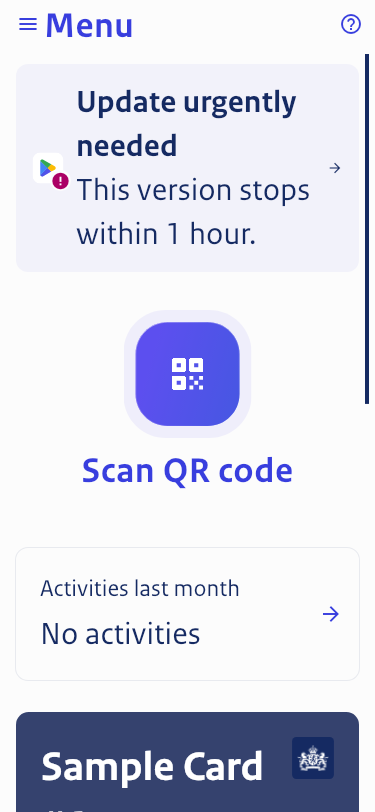 Menu
Update urgently
needed
This version stops
within 1 hour.
Scan QR code
Activities last month
No activities
Sample Card